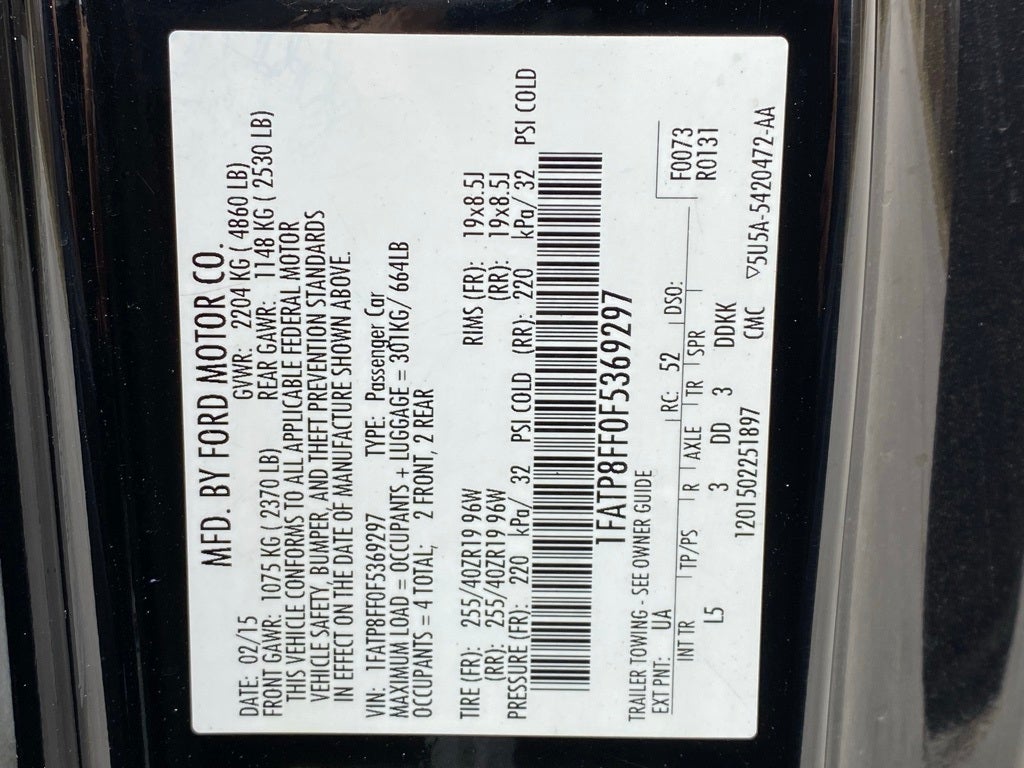 MFD. BY FORD MOTOR CO.
DATE: 02/15 GVWR: 2204 KG ( 4860 LB)
FRONT GAWR: 1075 KG ( 2370 LB) REAR GAWR: 1148 KG ( 2530 LB)
THIS VEHICLE CONFORMS TO ALL APPLICABLE FEDERAL MOTOR
VEHICLE SAFETY, BUMPER, AND THEFT PREVENTION STANDARDS
IN EFFECT ON THE DATE OF MANUFACTURE SHOWN ABOVE.
VIN: 1FATP8FF0F5369297 TYPE: Passenger Car
MAXIMUM LOAD = OCCUPANTS + LUGGAGE = 301KG/ 664LB
OCCUPANTS = 4 TOTAL; 2 FRONT, 2 REAR
TIRE (FR): 255/40ZR19 96W RIMS (FR): 19x8.5J
(RR): 255/40ZR19 96W (RR): 19x8.5J
PRESSURE (FR): 220 kPa/ 32 PSI COLD (RR): 220 kPa/ 32 PSI COLD
1FATP8FF0F5369297
TRAILER TOWING - SEE OWNER GUIDE F0073
EXT PNT: UA RC: 52 DSO: R0131
INT TR TP/PS R AXLE TR SPR
L5 3 DD 3 DDKK
1201502251897 CMC ▽5U5A-5420472-AA